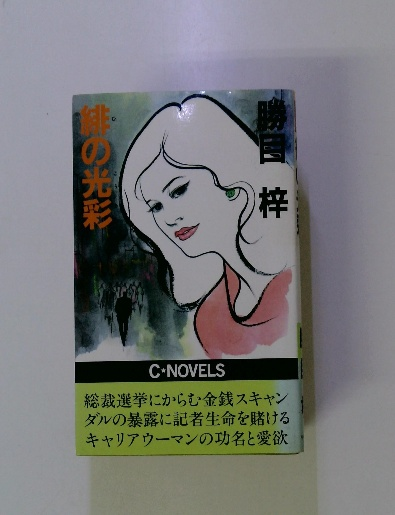 緋の光彩
勝目 梓
C★NOVELS
総裁選挙にからむ金銭スキャン
ダルの暴露に記者生命を賭ける
キャリアウーマンの功名と愛欲